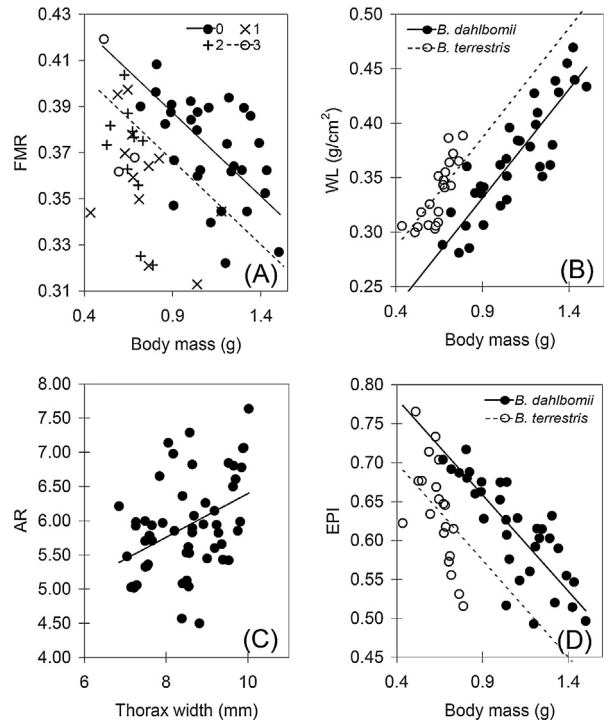 0 1
2 3
0.43
0.41
0.39
0.37
0.35
0.33
0.31
FMR
0.4 0.9 1.4
Body mass (g)
(A)
B. dahlbomii
B. terrestris
0.50
0.45
0.40
0.35
0.30
0.25
WL (g/cm²)
0.4 0.9 1.4
Body mass (g)
(B)
8.00
7.50
7.00
6.50
6.00
5.50
5.00
4.50
4.00
AR
6 8 10
Thorax width (mm)
(C)
B. dahlbomii
B. terrestris
0.80
0.75
0.70
0.65
0.60
0.55
0.50
0.45
EPI
0.4 0.9 1.4
Body mass (g)
(D)